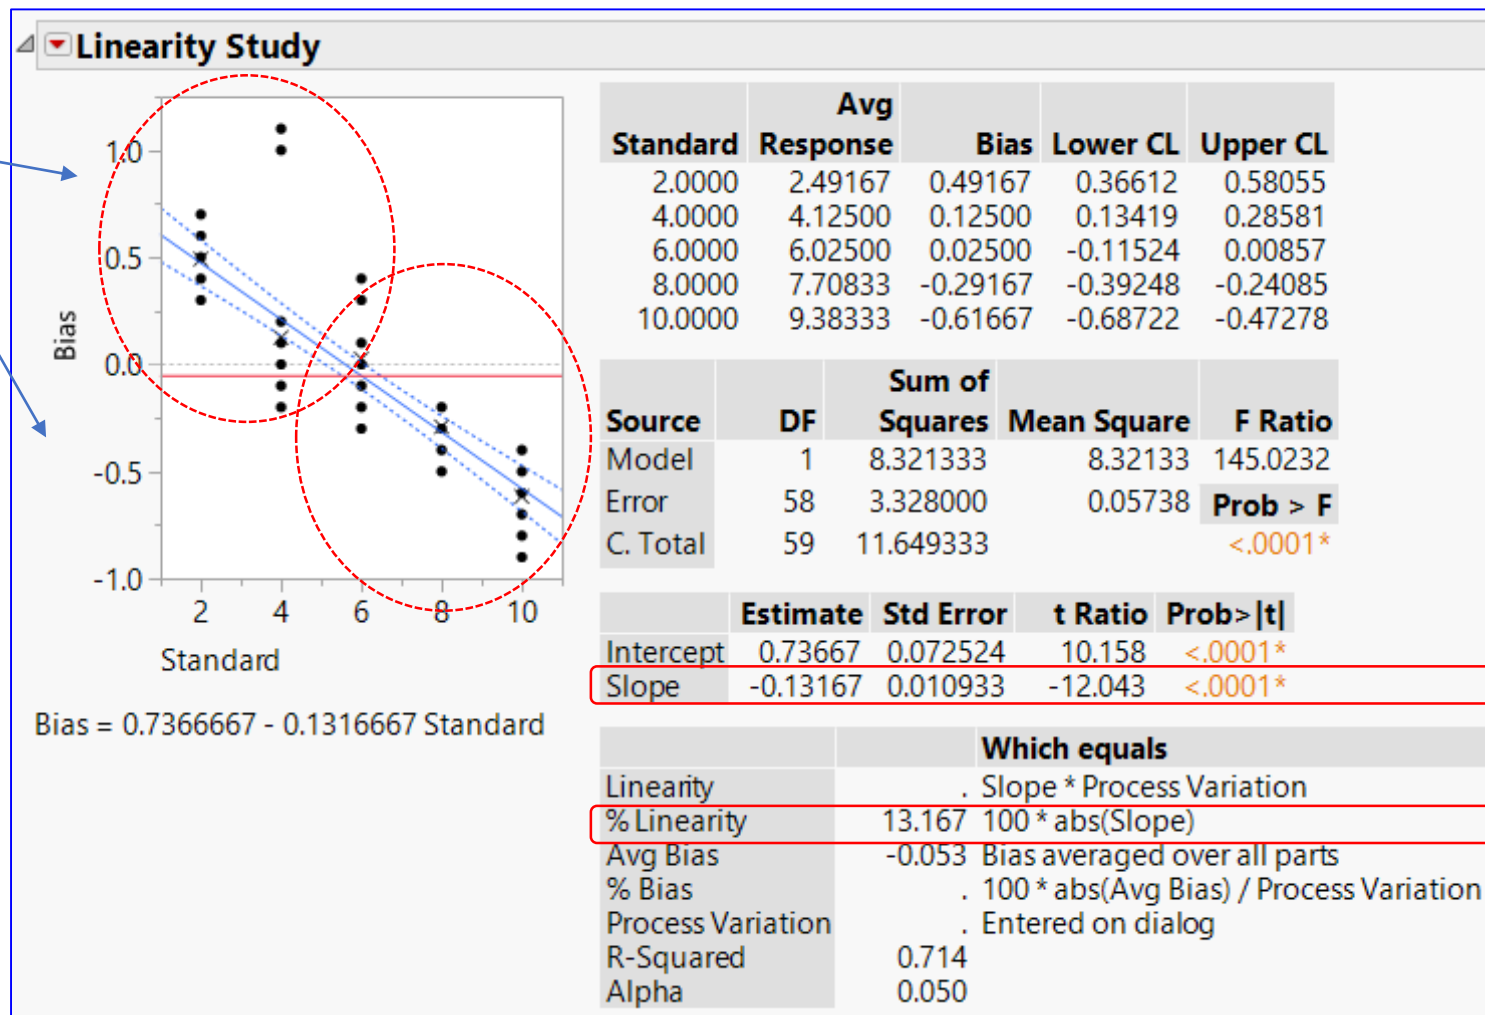 Linearity Study
1.0
0.5
0.0
-0.5
-1.0
Bias
2 4 6 8 10
Standard
Bias = 0.7366667 - 0.1316667 Standard
Avg
Standard Response Bias Lower CL Upper CL
2.0000 2.49167 0.49167 0.36612 0.58055
4.0000 4.12500 0.12500 0.13419 0.28581
6.0000 6.02500 0.02500 -0.11524 0.00857
8.0000 7.70833 -0.29167 -0.39248 -0.24085
10.0000 9.38333 -0.61667 -0.68722 -0.47278
Sum of
Source DF Squares Mean Square F Ratio
Model 1 8.321333 8.32133 145.0232
Error 58 3.328000 0.05738 Prob > F
C. Total 59 11.649333 <.0001*
Estimate Std Error t Ratio Prob>|t|
Intercept 0.73667 0.072524 10.158 <.0001*
Slope -0.13167 0.010933 -12.043 <.0001*
Which equals
Linearity . Slope * Process Variation
% Linearity 13.167 100 * abs(Slope)
Avg Bias -0.053 Bias averaged over all parts
% Bias . 100 * abs(Avg Bias) / Process Variation
Process Variation . Entered on dialog
R-Squared 0.714
Alpha 0.050